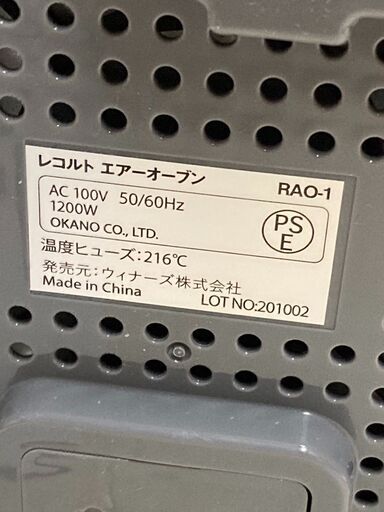 レコルト エアーオーブン RAO-1
AC 100V 50/60Hz
1200W
OKANO CO., LTD.
PS
E
温度ヒューズ:216℃
発売元:ウィナーズ株式会社
Made in China LOT NO:201002